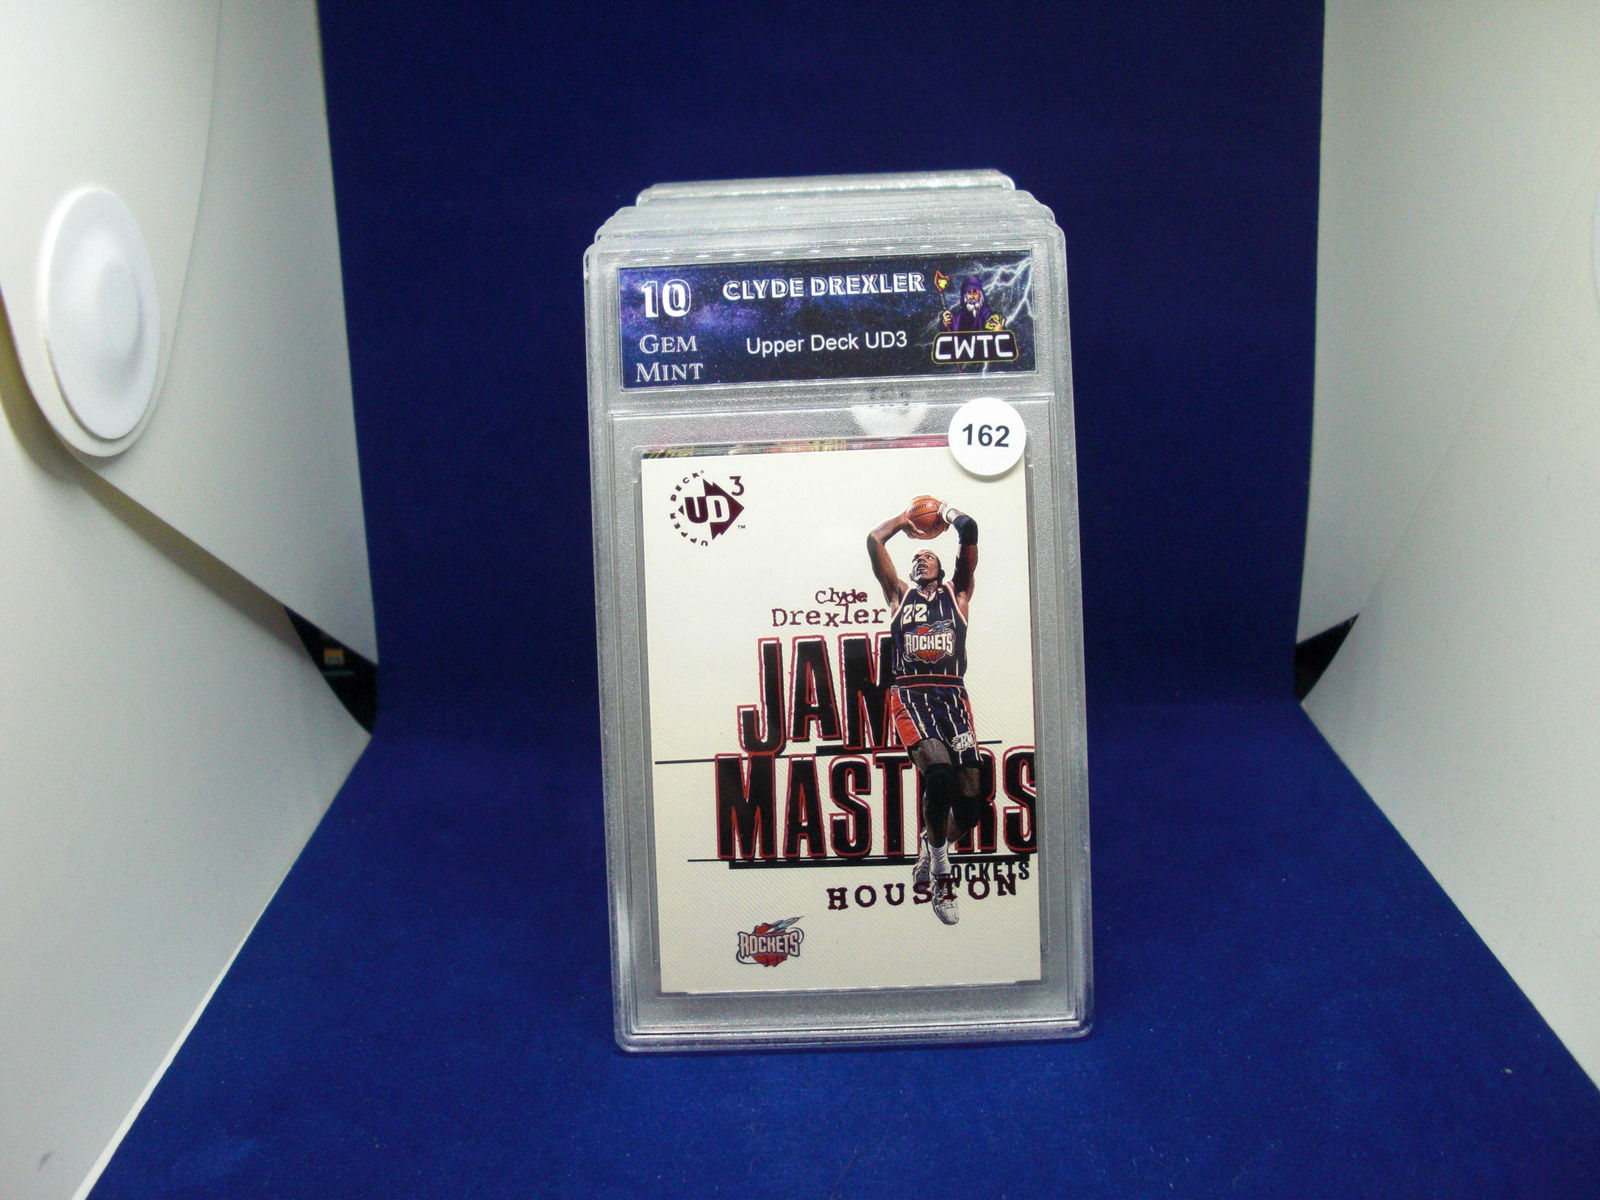 10
GEM
MINT
CLYDE DREXLER
Upper Deck UD3
CWTC
162
UPPER DECK
UD3
™
Clyde
Drexler
22
ROCKETS
JAM
MASTERS
ROCKETS
HOUSTON
ROCKETS